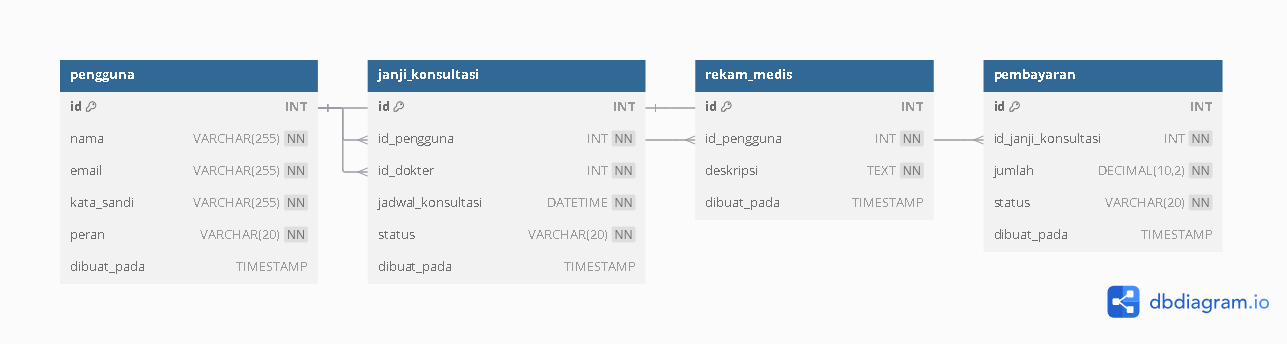 pengguna
id INT
nama VARCHAR(255) NN
email VARCHAR(255) NN
kata_sandi VARCHAR(255) NN
peran VARCHAR(20) NN
dibuat_pada TIMESTAMP
janji_konsultasi
id INT
id_pengguna INT NN
id_dokter INT NN
jadwal_konsultasi DATETIME NN
status VARCHAR(20) NN
dibuat_pada TIMESTAMP
rekam_medis
id INT
id_pengguna INT NN
deskripsi TEXT NN
dibuat_pada TIMESTAMP
pembayaran
id INT
id_janji_konsultasi INT NN
jumlah DECIMAL(10,2) NN
status VARCHAR(20) NN
dibuat_pada TIMESTAMP
dbdiagram.io